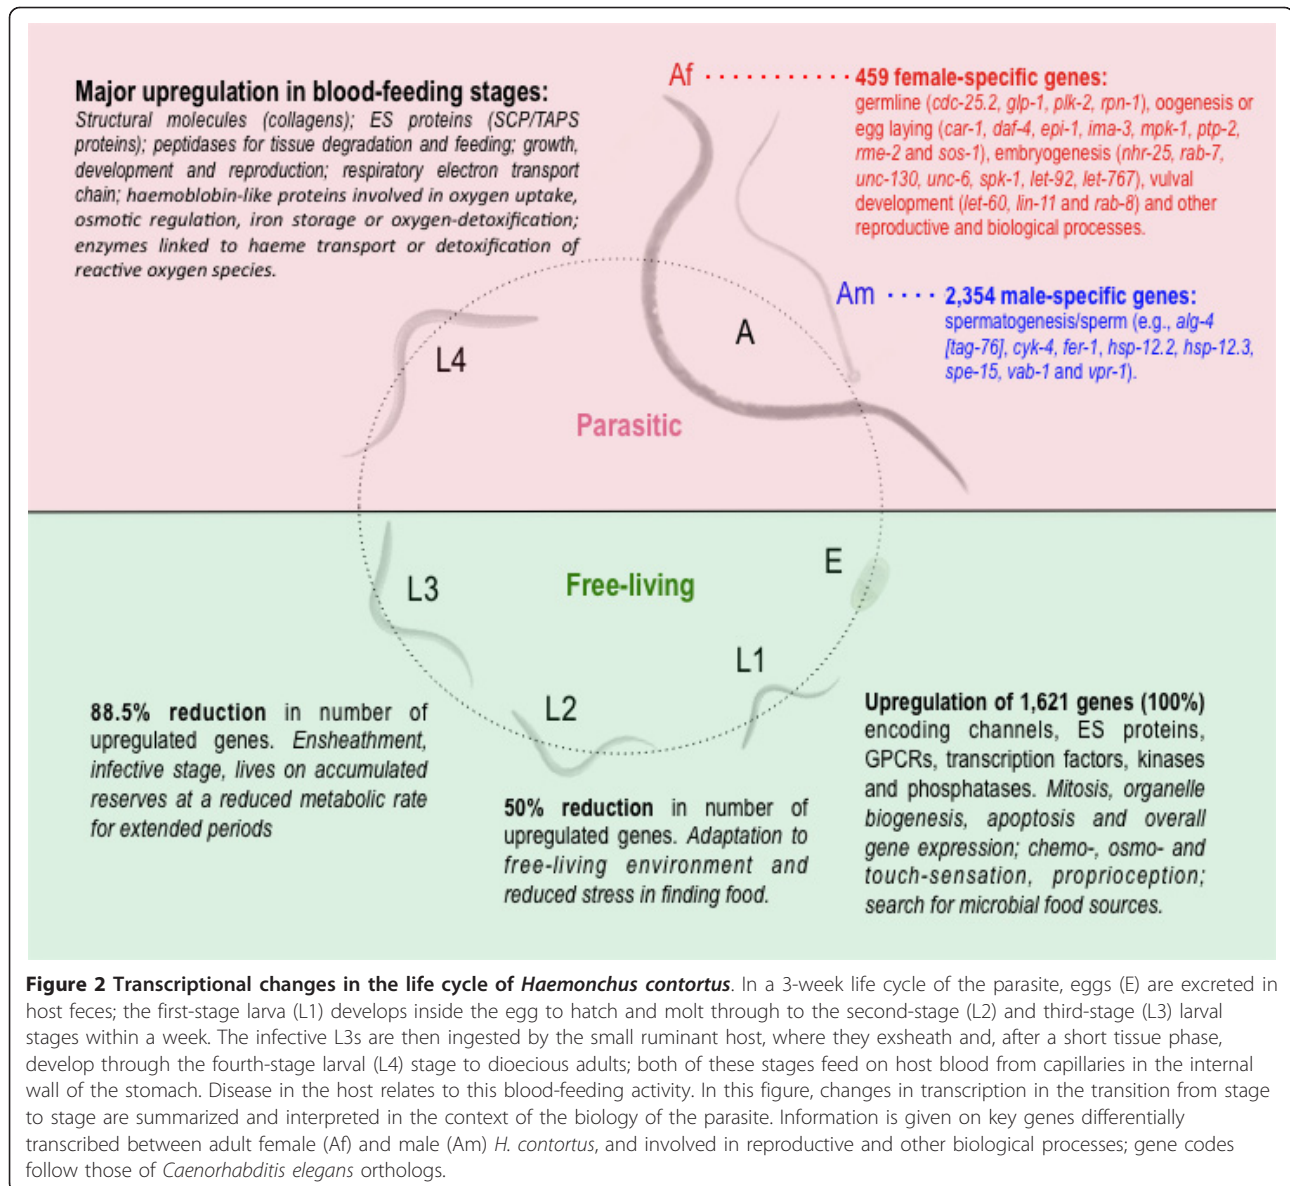 Major upregulation in blood-feeding stages:
Structural molecules (collagens); ES proteins (SCP/TAPS
proteins); peptidases for tissue degradation and feeding; growth,
development and reproduction; respiratory electron transport
chain; haemoblobin-like proteins involved in oxygen uptake,
osmotic regulation, iron storage or oxygen-detoxification;
enzymes linked to haeme transport or detoxification of
reactive oxygen species.
Af ........... 459 female-specific genes:
germline (cdc-25.2, glp-1, plk-2, rpn-1), oogenesis or
egg laying (car-1, daf-4, epi-1, ima-3, mpk-1, ptp-2,
rme-2 and sos-1), embryogenesis (nhr-25, rab-7,
unc-130, unc-6, spk-1, let-92, let-767), vulval
development (let-60, lin-11 and rab-8) and other
reproductive and biological processes.
Am .... 2,354 male-specific genes:
spermatogenesis/sperm (e.g., alg-4
[tag-76], cyk-4, fer-1, hsp-12.2, hsp-12.3,
spe-15, vab-1 and vpr-1).
A
L4
Parasitic
E
L3
Free-living
L1
L2
88.5% reduction in number of
upregulated genes. Ensheathment,
infective stage, lives on accumulated
reserves at a reduced metabolic rate
for extended periods
50% reduction in number of
upregulated genes. Adaptation to
free-living environment and
reduced stress in finding food.
Upregulation of 1,621 genes (100%)
encoding channels, ES proteins,
GPCRs, transcription factors, kinases
and phosphatases. Mitosis, organelle
biogenesis, apoptosis and overall
gene expression; chemo-, osmo- and
touch-sensation, proprioception;
search for microbial food sources.
Figure 2 Transcriptional changes in the life cycle of Haemonchus contortus. In a 3-week life cycle of the parasite, eggs (E) are excreted in
host feces; the first-stage larva (L1) develops inside the egg to hatch and molt through to the second-stage (L2) and third-stage (L3) larval
stages within a week. The infective L3s are then ingested by the small ruminant host, where they exsheath and, after a short tissue phase,
develop through the fourth-stage larval (L4) stage to dioecious adults; both of these stages feed on host blood from capillaries in the internal
wall of the stomach. Disease in the host relates to this blood-feeding activity. In this figure, changes in transcription in the transition from stage
to stage are summarized and interpreted in the context of the biology of the parasite. Information is given on key genes differentially
transcribed between adult female (Af) and male (Am) H. contortus, and involved in reproductive and other biological processes; gene codes
follow those of Caenorhabditis elegans orthologs.